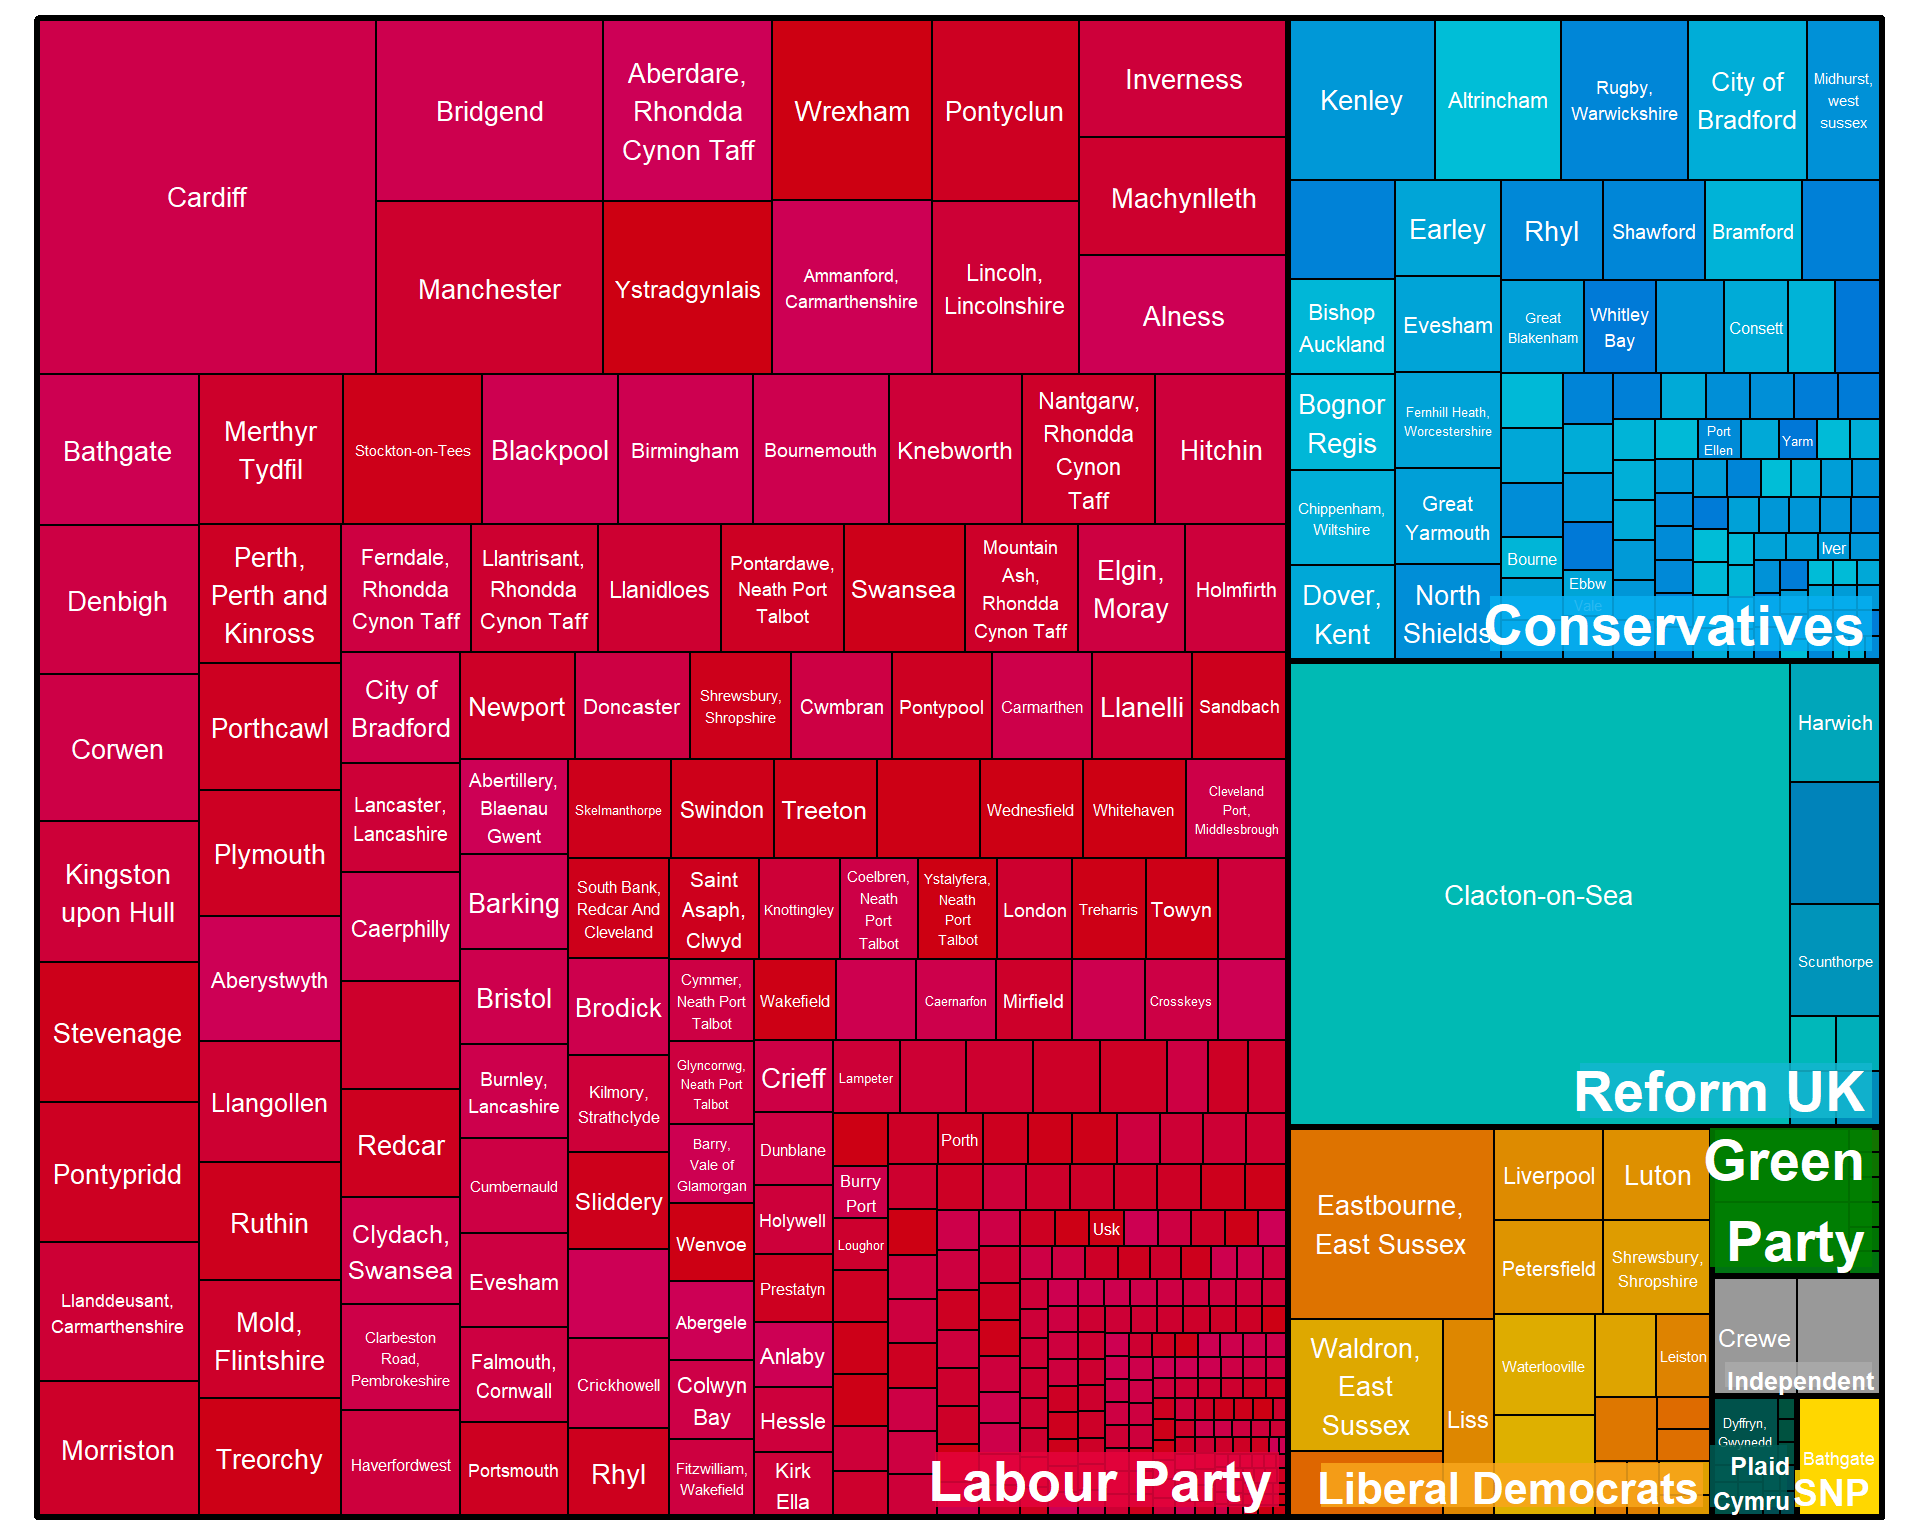 Cardiff
Bridgend
Aberdare,
Rhondda
Cynon Taff
Wrexham
Pontyclun
Inverness
Machynlleth
Alness
Manchester
Ystradgynlais
Ammanford,
Carmarthenshire
Lincoln,
Lincolnshire
Bathgate
Merthyr
Tydfil
Stockton-on-Tees
Blackpool
Birmingham
Bournemouth
Knebworth
Nantgarw,
Rhondda
Cynon
Taff
Hitchin
Denbigh
Perth,
Perth and
Kinross
Ferndale,
Rhondda
Cynon Taff
Llantrisant,
Rhondda
Cynon Taff
Llanidloes
Pontardawe,
Neath Port
Talbot
Swansea
Mountain
Ash,
Rhondda
Cynon Taff
Elgin,
Moray
Holmfirth
Corwen
Porthcawl
City of
Bradford
Newport
Doncaster
Shrewsbury,
Shropshire
Cwmbran
Pontypool
Carmarthen
Llanelli
Sandbach
Kingston
upon Hull
Plymouth
Lancaster,
Lancashire
Abertillery,
Blaenau
Gwent
Skelmanthorpe
Swindon
Treeton
Wednesfield
Whitehaven
Cleveland
Port,
Middlesbrough
Aberystwyth
Caerphilly
Barking
South Bank,
Redcar And
Cleveland
Saint
Asaph,
Clwyd
Knottingley
Coelbren,
Neath
Port
Talbot
Ystalyfera,
Neath
Port
Talbot
London
Treharris
Towyn
Stevenage
Bristol
Brodick
Cymmer,
Neath Port
Talbot
Wakefield
Caernarfon
Mirfield
Crosskeys
Llangollen
Redcar
Burnley,
Lancashire
Kilmory,
Strathclyde
Glyncorrwg,
Neath Port
Talbot
Crieff
Lampeter
Pontypridd
Ruthin
Clydach,
Swansea
Cumbernauld
Sliddery
Barry,
Vale of
Glamorgan
Dunblane
Porth
Burry
Port
Holywell
Loughor
Usk
Wenvoe
Llanddeusant,
Carmarthenshire
Mold,
Flintshire
Clarbeston
Road,
Pembrokeshire
Evesham
Prestatyn
Abergele
Falmouth,
Cornwall
Crickhowell
Anlaby
Colwyn
Bay
Hessle
Morriston
Treorchy
Haverfordwest
Portsmouth
Rhyl
Fitzwilliam,
Wakefield
Kirk
Ella
Labour Party
Kenley
Altrincham
Rugby,
Warwickshire
City of
Bradford
Midhurst,
west
sussex
Earley
Rhyl
Shawford
Bramford
Bishop
Auckland
Evesham
Great
Blakenham
Whitley
Bay
Consett
Bognor
Regis
Fernhill Heath,
Worcestershire
Port
Ellen
Yarm
Chippenham,
Wiltshire
Great
Yarmouth
Bourne
Iver
Dover,
Kent
North
Shields
Ebbw
Vale
Conservatives
Clacton-on-Sea
Harwich
Scunthorpe
Reform UK
Eastbourne,
East Sussex
Liverpool
Luton
Petersfield
Shrewsbury,
Shropshire
Waldron,
East
Sussex
Liss
Waterlooville
Leiston
Liberal Democrats
Green
Party
Crewe
Independent
Dyffryn,
Gwynedd
Plaid
Cymru
Bathgate
SNP